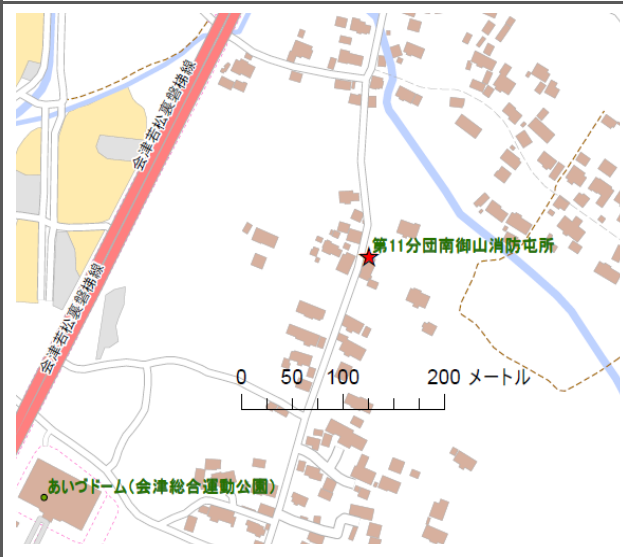 会津若松裏磐梯線
第11分団南御山消防屯所
会津若松裏磐梯線
0 50 100 200 メートル
あいづドーム(会津総合運動公園)